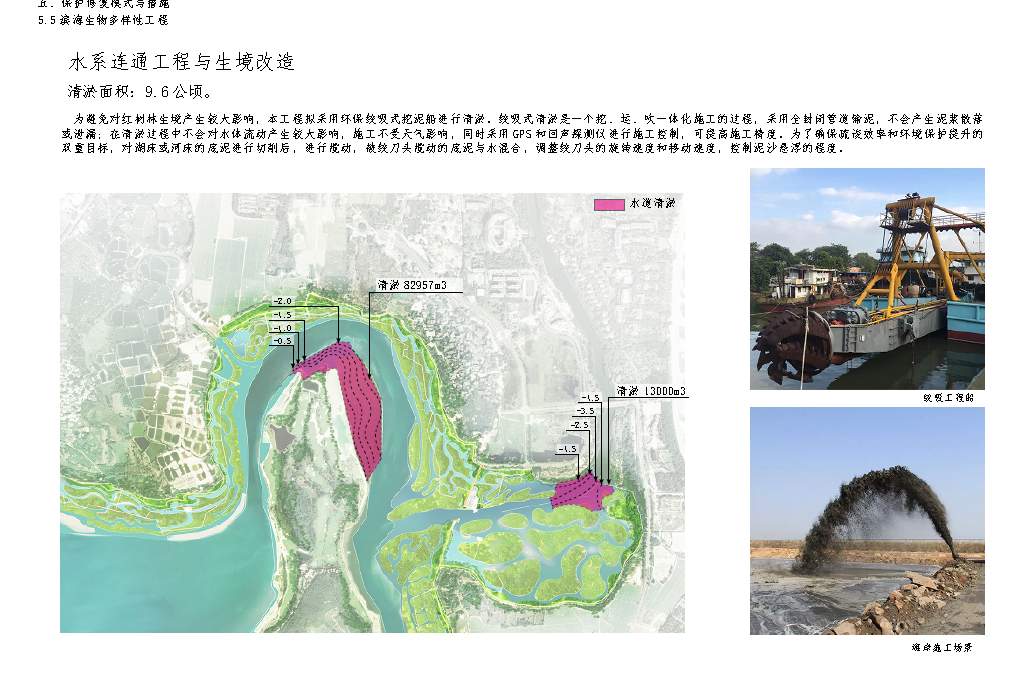 五、保护修复模式与措施
5.5滨海生物多样性工程
水系连通工程与生境改造
清淤面积：9.6公顷。
为避免对红树林生境产生较大影响，本工程拟采用环保绞吸式挖泥船进行清淤。绞吸式清淤是一个挖、运、吹一体化施工的过程，采用全封闭管道输泥，不会产生泥浆散落
或泄漏；在清淤过程中不会对水体流动产生较大影响，施工不受天气影响，同时采用GPS和回声探测仪进行施工控制，可提高施工精度。为了确保疏浚效率和环境保护提升的
双重目标，对湖床或河床的底泥进行切削后，进行搅动，被绞刀头搅动的底泥与水混合，调整绞刀头的旋转速度和移动速度，控制泥沙悬浮的程度。
水道清淤
清淤 82957m3
-2.0
-1.5
-1.0
-0.5
清淤 13000m3
-1.5
-3.5
-2.5
-1.5
绞吸工程船
滩岸施工场景